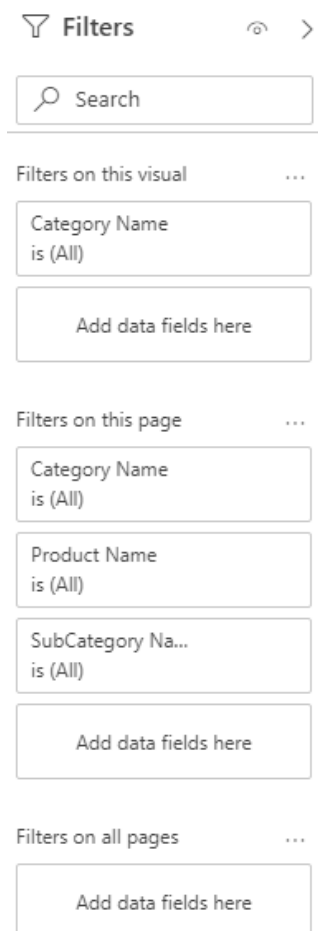 Filters
Search
Filters on this visual
...
Category Name
is (All)
Add data fields here
Filters on this page
...
Category Name
is (All)
Product Name
is (All)
SubCategory Na...
is (All)
Add data fields here
Filters on all pages
...
Add data fields here